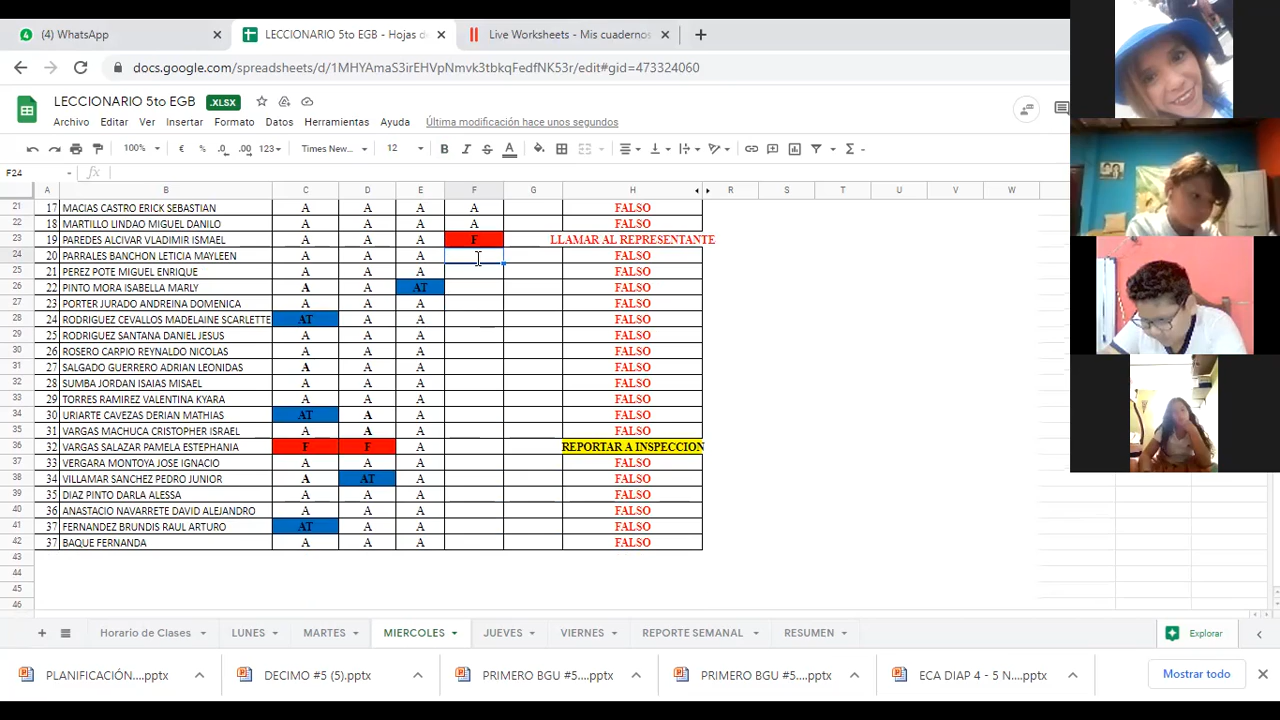 (4) WhatsApp × LECCIONARIO 5to EGB - Hojas de × Live Worksheets - Mis cuadernos × +
docs.google.com/spreadsheets/d/1MHYAmaS3irEHVpNmvk3tbkqFedfNK53r/edit#gid=473324060
LECCIONARIO 5to EGB .XLSX
Archivo Editar Ver Insertar Formato Datos Herramientas Ayuda Última modificación hace unos segundos
100% € % .0 .00 123 Times New... 12 B I S A
F24 fx
A B C D E F G H R S T U V W
21 17 MACIAS CASTRO ERICK SEBASTIAN A A A A FALSO
22 18 MARTILLO LINDAO MIGUEL DANILO A A A A FALSO
23 19 PAREDES ALCIVAR VLADIMIR ISMAEL A A A F LLAMAR AL REPRESENTANTE
24 20 PARRALES BANCHON LETICIA MAYLEEN A A A FALSO
25 21 PEREZ POTE MIGUEL ENRIQUE A A A FALSO
26 22 PINTO MORA ISABELLA MARLY A A AT FALSO
27 23 PORTER JURADO ANDREINA DOMENICA A A A FALSO
28 24 RODRIGUEZ CEVALLOS MADELAINE SCARLETTE AT A A FALSO
29 25 RODRIGUEZ SANTANA DANIEL JESUS A A A FALSO
30 26 ROSERO CARPIO REYNALDO NICOLAS A A A FALSO
31 27 SALGADO GUERRERO ADRIAN LEONIDAS A A A FALSO
32 28 SUMBA JORDAN ISAIAS MISAEL A A A FALSO
33 29 TORRES RAMIREZ VALENTINA KYARA A A A FALSO
34 30 URIARTE CAVEZAS DERIAN MATHIAS AT A A FALSO
35 31 VARGAS MACHUCA CRISTOPHER ISRAEL A A A FALSO
36 32 VARGAS SALAZAR PAMELA ESTEPHANIA F F A REPORTAR A INSPECCION
37 33 VERGARA MONTOYA JOSE IGNACIO A A A FALSO
38 34 VILLAMAR SANCHEZ PEDRO JUNIOR A AT A FALSO
39 35 DIAZ PINTO DARLA ALESSA A A A FALSO
40 36 ANASTACIO NAVARRETE DAVID ALEJANDRO A A A FALSO
41 37 FERNANDEZ BRUNDIS RAUL ARTURO AT A A FALSO
42 37 BAQUE FERNANDA A A A FALSO
43
44
45
46
+ Horario de Clases LUNES MARTES MIERCOLES JUEVES VIERNES REPORTE SEMANAL RESUMEN Explorar
PLANIFICACIÓN....pptx DECIMO #5 (5).pptx PRIMERO BGU #5....pptx PRIMERO BGU #5....pptx ECA DIAP 4 - 5 N....pptx Mostrar todo